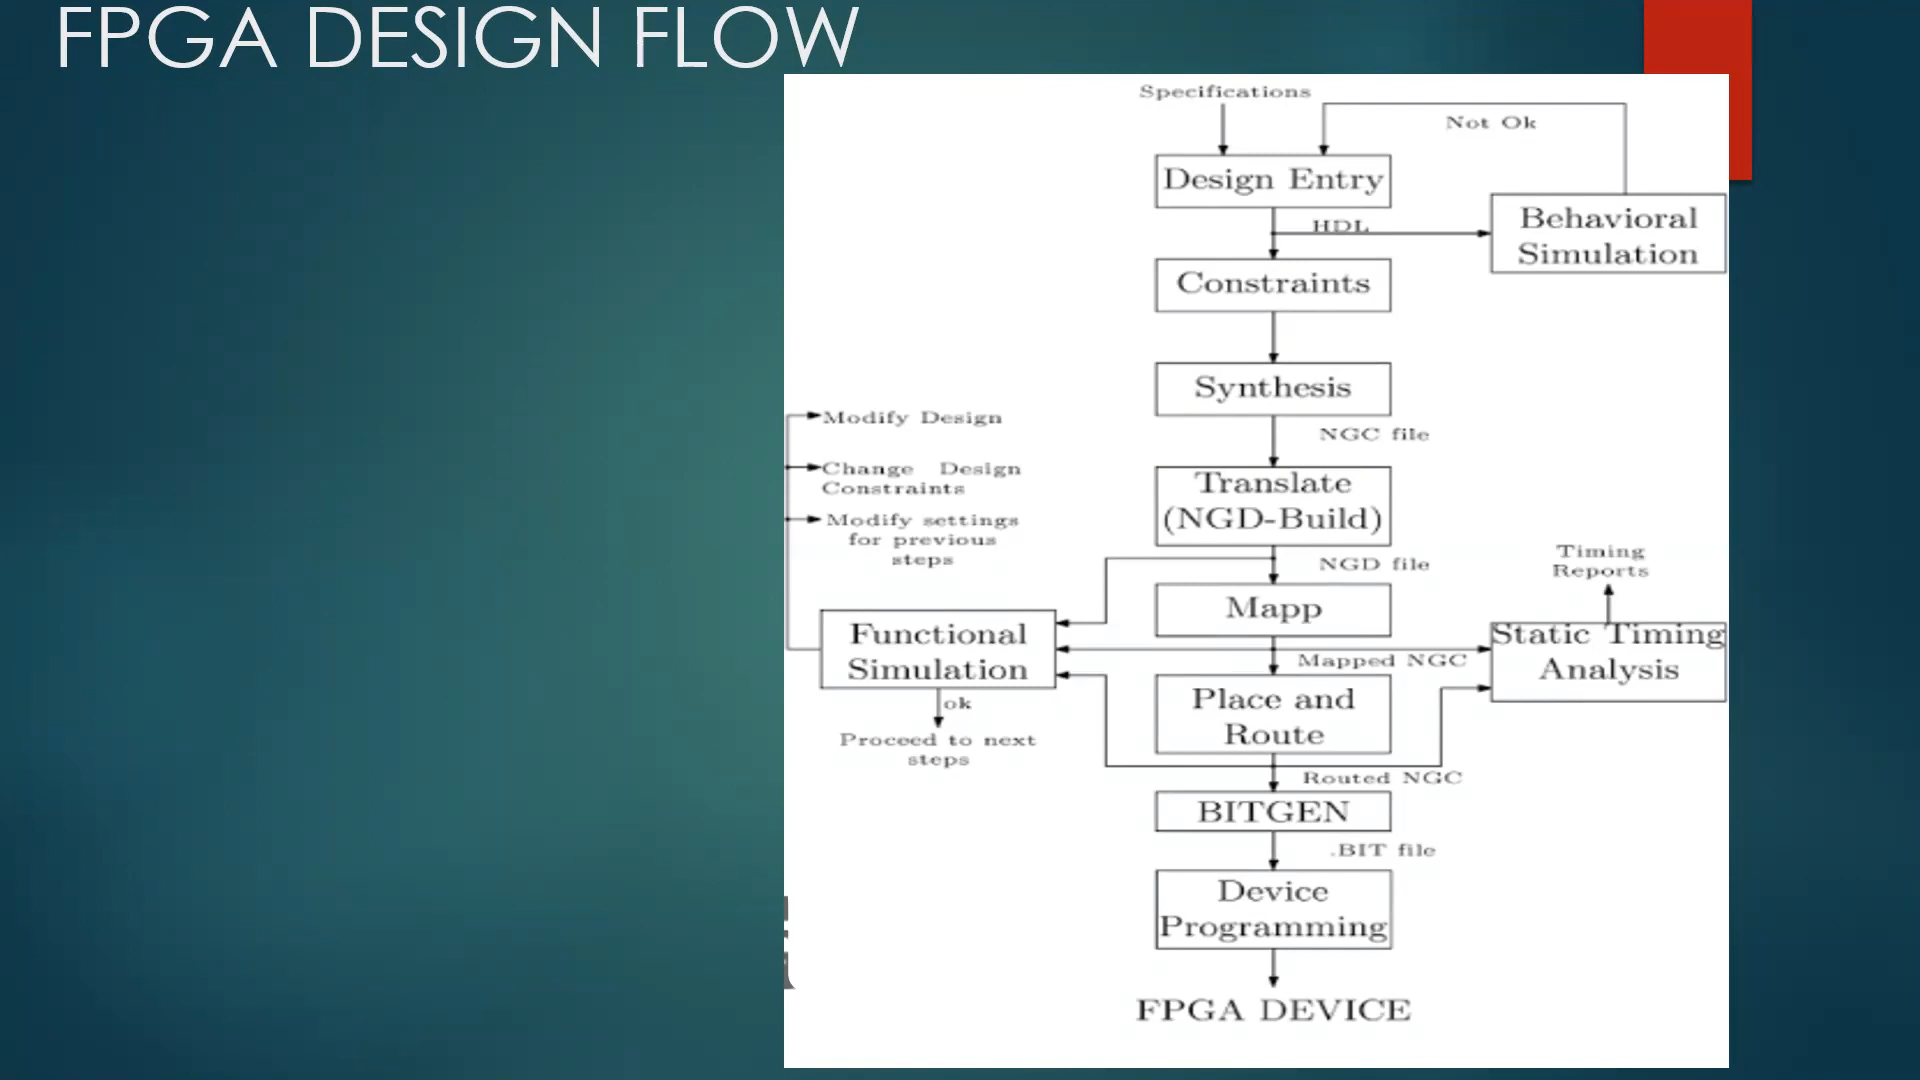 FPGA DESIGN FLOW
Specifications
Not Ok
Design Entry
HDL
Behavioral
Simulation
Constraints
Synthesis
NGC file
Modify Design
Change Design
Constraints
Modify settings
for previous
steps
Translate
(NGD-Build)
NGD file
Timing
Reports
Mapp
Functional
Simulation
Mapped NGC
Static Timing
Analysis
Place and
Route
ok
Proceed to next
steps
Routed NGC
BITGEN
.BIT file
Device
Programming
FPGA DEVICE